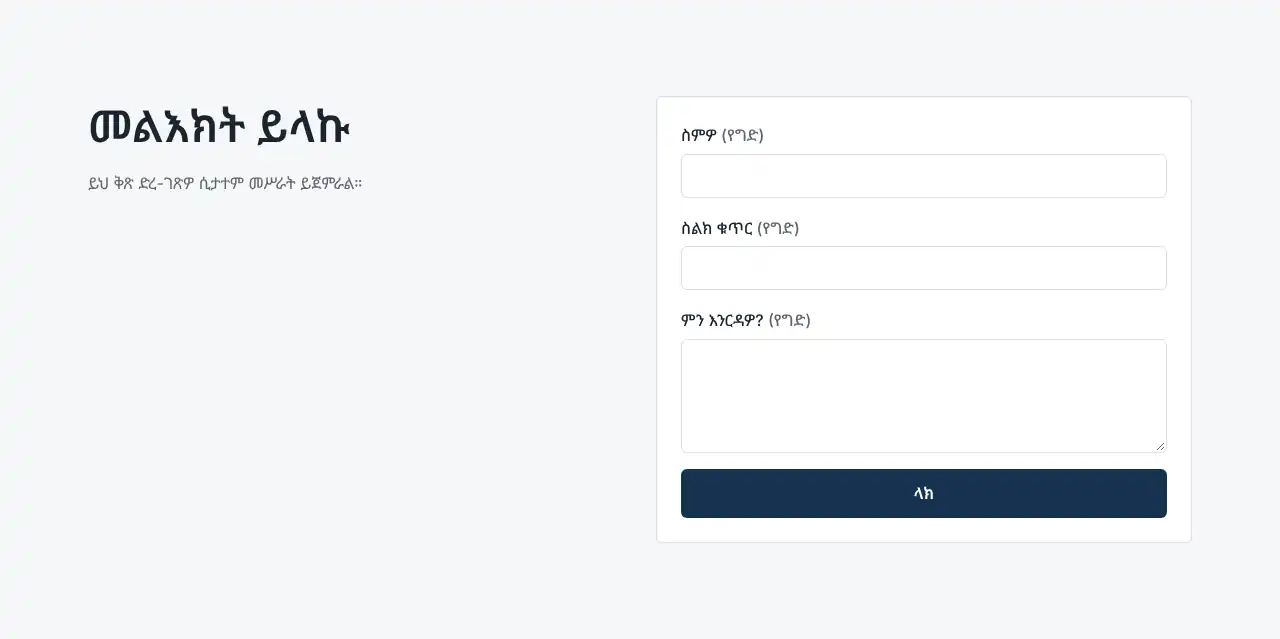 መልእክት ይላኩ
ይህ ቅጽ ድረ-ገጽዎ ሲታተም መሥራት ይጀምራል።
ስምዎ (የግድ)
ስልክ ቁጥር (የግድ)
ምን እንርዳዎ? (የግድ)
ላክ